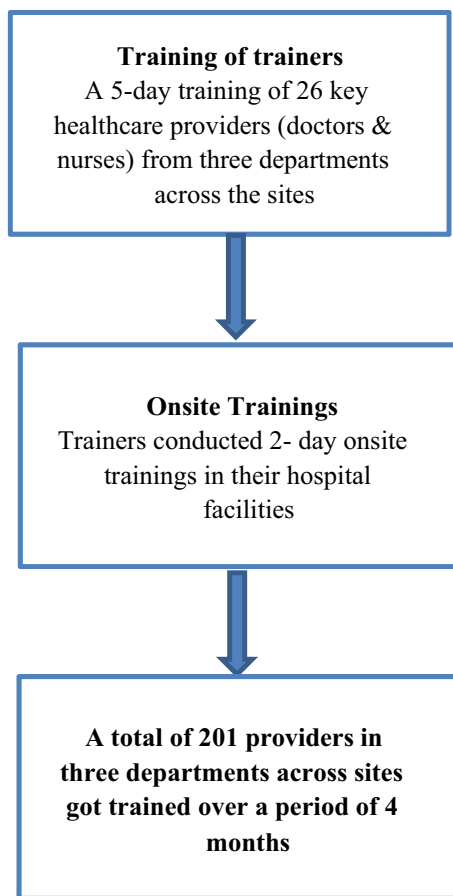 Training of trainers
A 5-day training of 26 key
healthcare providers (doctors &
nurses) from three departments
across the sites
Onsite Trainings
Trainers conducted 2- day onsite
trainings in their hospital
facilities
A total of 201 providers in
three departments across sites
got trained over a period of 4
months